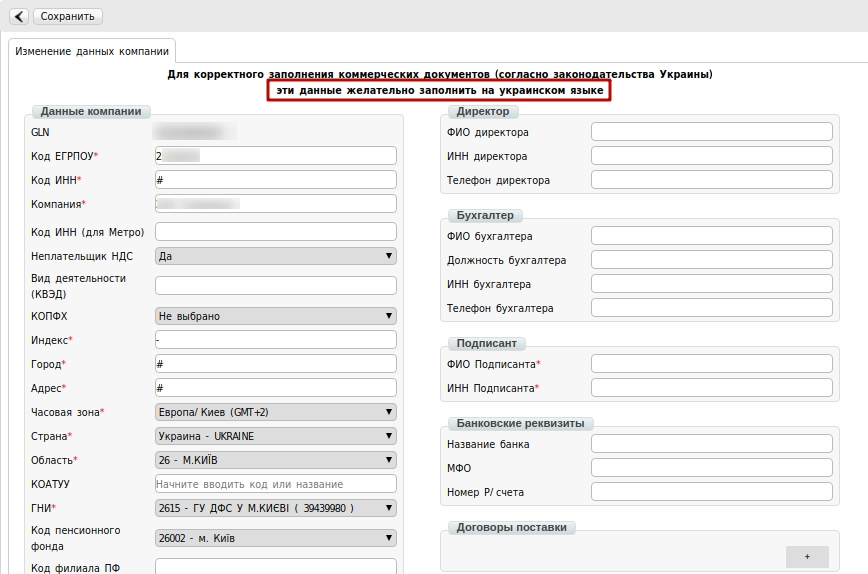 Сохранить
Изменение данных компании
Для корректного заполнения коммерческих документов (согласно законодательства Украины)
эти данные желательно заполнить на украинском языке
Данные компании
GLN
Код ЕГРПОУ* 2
Код ИНН* #
Компания*
Код ИНН (для Метро)
Неплательщик НДС Да
Вид деятельности
(КВЭД)
КОПФХ Не выбрано
Индекс* -
Город* #
Адрес* #
Часовая зона* Европа/ Киев (GMT+2)
Страна* Украина - UKRAINE
Область* 26 - М.КИЇВ
КОАТУУ Начните вводить код или название
ГНИ* 2615 - ГУ ДФС У М.КИЄВІ ( 39439980 )
Код пенсионного
фонда 26002 - м. Київ
Код филиала ПФ
Директор
ФИО директора
ИНН директора
Телефон директора
Бухгалтер
ФИО бухгалтера
Должность бухгалтера
ИНН бухгалтера
Телефон бухгалтера
Подписант
ФИО Подписанта*
ИНН Подписанта*
Банковские реквизиты
Название банка
МФО
Номер Р/счета
Договоры поставки
+